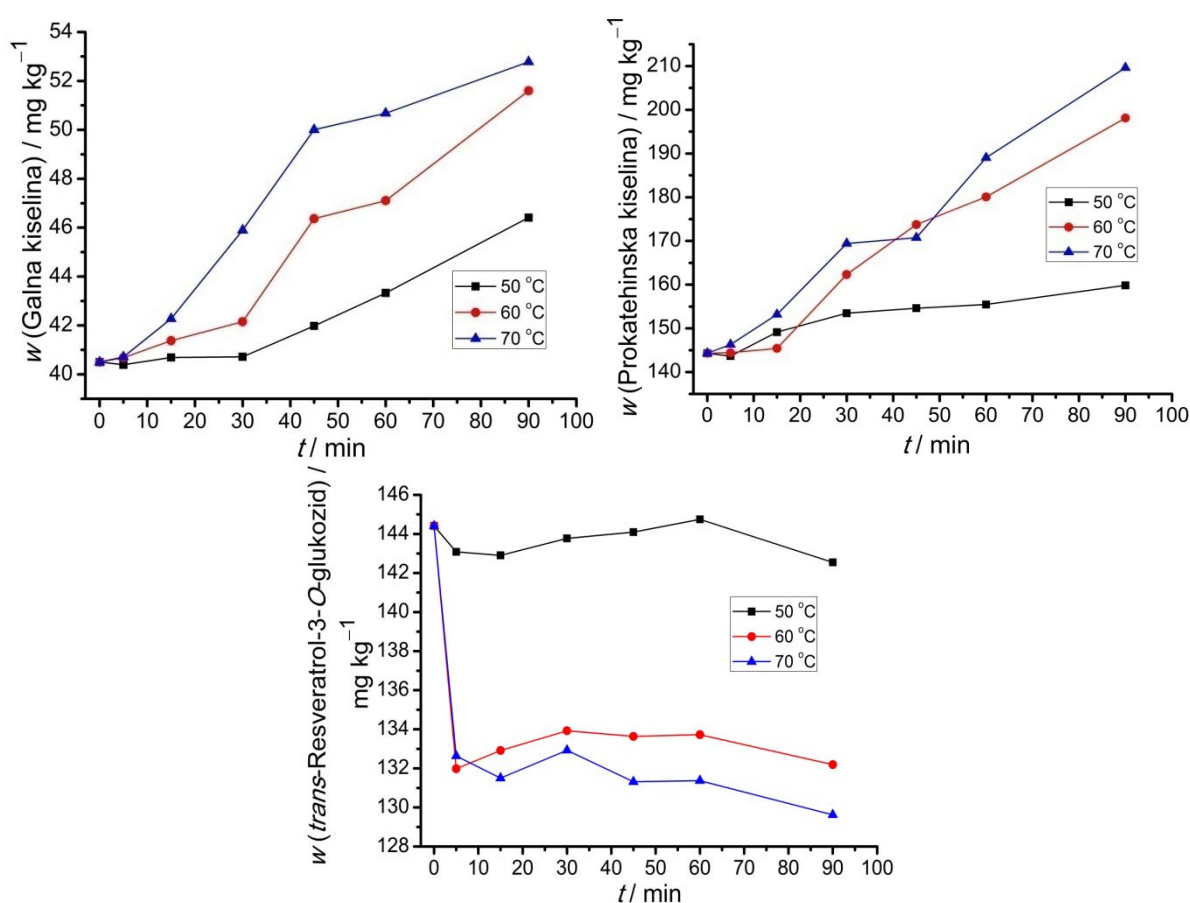 w (Galna kiselina) / mg kg⁻¹
54
52
50
48
46
44
42
40
0 10 20 30 40 50 60 70 80 90 100
t / min
50 °C
60 °C
70 °C
w (Prokatehinska kiselina) / mg kg⁻¹
210
200
190
180
170
160
150
140
0 10 20 30 40 50 60 70 80 90 100
t / min
50 °C
60 °C
70 °C
w (trans-Resveratrol-3-O-glukozid) /
mg kg⁻¹
146
144
142
140
138
136
134
132
130
128
0 10 20 30 40 50 60 70 80 90 100
t / min
50 °C
60 °C
70 °C